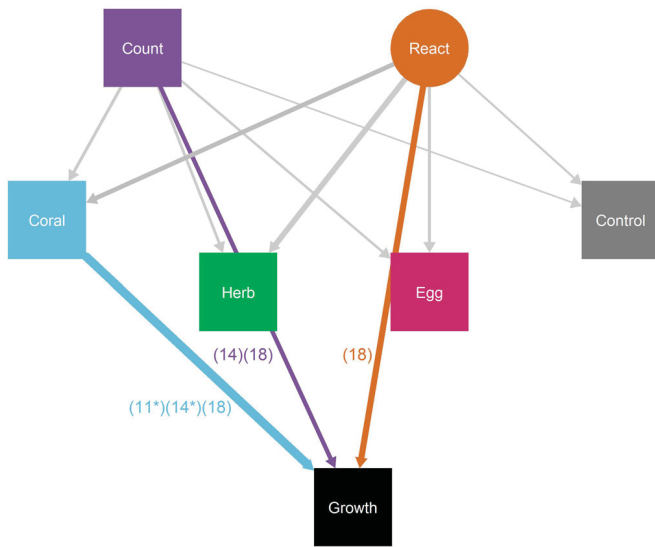 Count
React
Coral
Control
Herb
Egg
(14)(18)
(18)
(11*)(14*)(18)
Growth